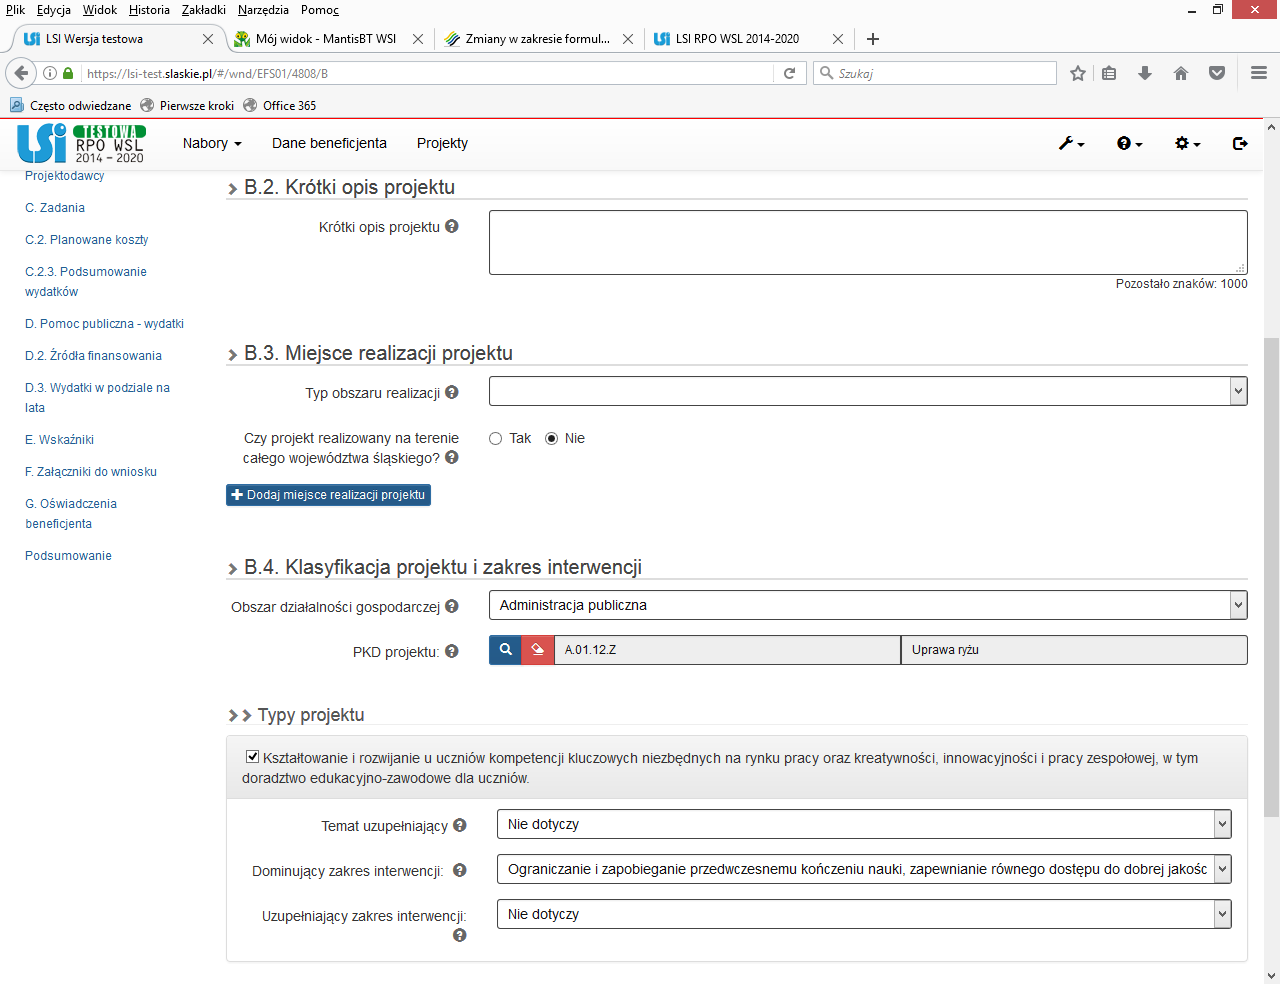 Plik Edycja Widok Historia Zakładki Narzędzia Pomoc
LSI Wersja testowa
Mój widok - MantisBT WSI
Zmiany w zakresie formul...
LSI RPO WSL 2014-2020
https://lsi-test.slaskie.pl/#/wnd/EFS01/4808/B
Szukaj
Często odwiedzane Pierwsze kroki Office 365
LSI TESTOWA
RPO WSL
2014 – 2020
Nabory Dane beneficjenta Projekty
Projektodawcy
C. Zadania
C.2. Planowane koszty
C.2.3. Podsumowanie
wydatków
D. Pomoc publiczna - wydatki
D.2. Źródła finansowania
D.3. Wydatki w podziale na
lata
E. Wskaźniki
F. Załączniki do wniosku
G. Oświadczenia
beneficjenta
Podsumowanie
B.2. Krótki opis projektu
Krótki opis projektu
Pozostało znaków: 1000
B.3. Miejsce realizacji projektu
Typ obszaru realizacji
Czy projekt realizowany na terenie
całego województwa śląskiego?
Tak Nie
Dodaj miejsce realizacji projektu
B.4. Klasyfikacja projektu i zakres interwencji
Obszar działalności gospodarczej
Administracja publiczna
PKD projektu:
A.01.12.Z
Uprawa ryżu
Typy projektu
Kształtowanie i rozwijanie u uczniów kompetencji kluczowych niezbędnych na rynku pracy oraz kreatywności, innowacyjności i pracy zespołowej, w tym
doradztwo edukacyjno-zawodowe dla uczniów.
Temat uzupełniający
Nie dotyczy
Dominujący zakres interwencji:
Ograniczanie i zapobieganie przedwczesnemu kończeniu nauki, zapewnianie równego dostępu do dobrej jakośc
Uzupełniający zakres interwencji:
Nie dotyczy